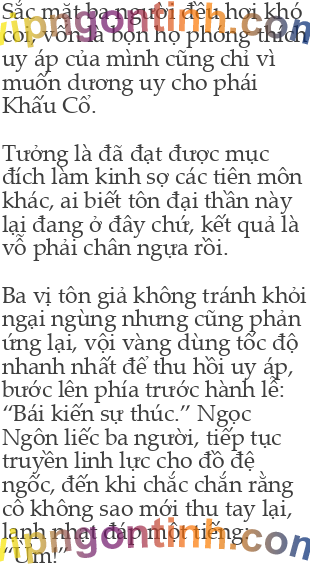 Sắc mặt ba người đều hơi khó
coi, vốn là bọn họ phóng thích
uy áp của mình cũng chỉ vì
muốn dương uy cho phái
Khấu Cô.
Tưởng là đã đạt được mục
đích làm kinh sợ các tiên môn
khác, ai biết tôn đại thần này
lại đang ở đây chứ, kết quả là
vỗ phải chân ngựa rồi.
Ba vị tôn giả không tránh khỏi
ngại ngùng nhưng cũng phản
ứng lại, vội vàng dùng tốc độ
nhanh nhất để thu hồi uy áp,
bước lên phía trước hành lễ:
“Bái kiến sự thúc.” Ngọc
Ngôn liếc ba người, tiếp tục
truyền linh lực cho đồ đệ
ngốc, đến khi chắc chắn rằng
cô không sao mới thu tay lại,
lạnh nhạt đáp một tiếng:
“Ừm!”
vipngontinh.com
vipngontinh.com